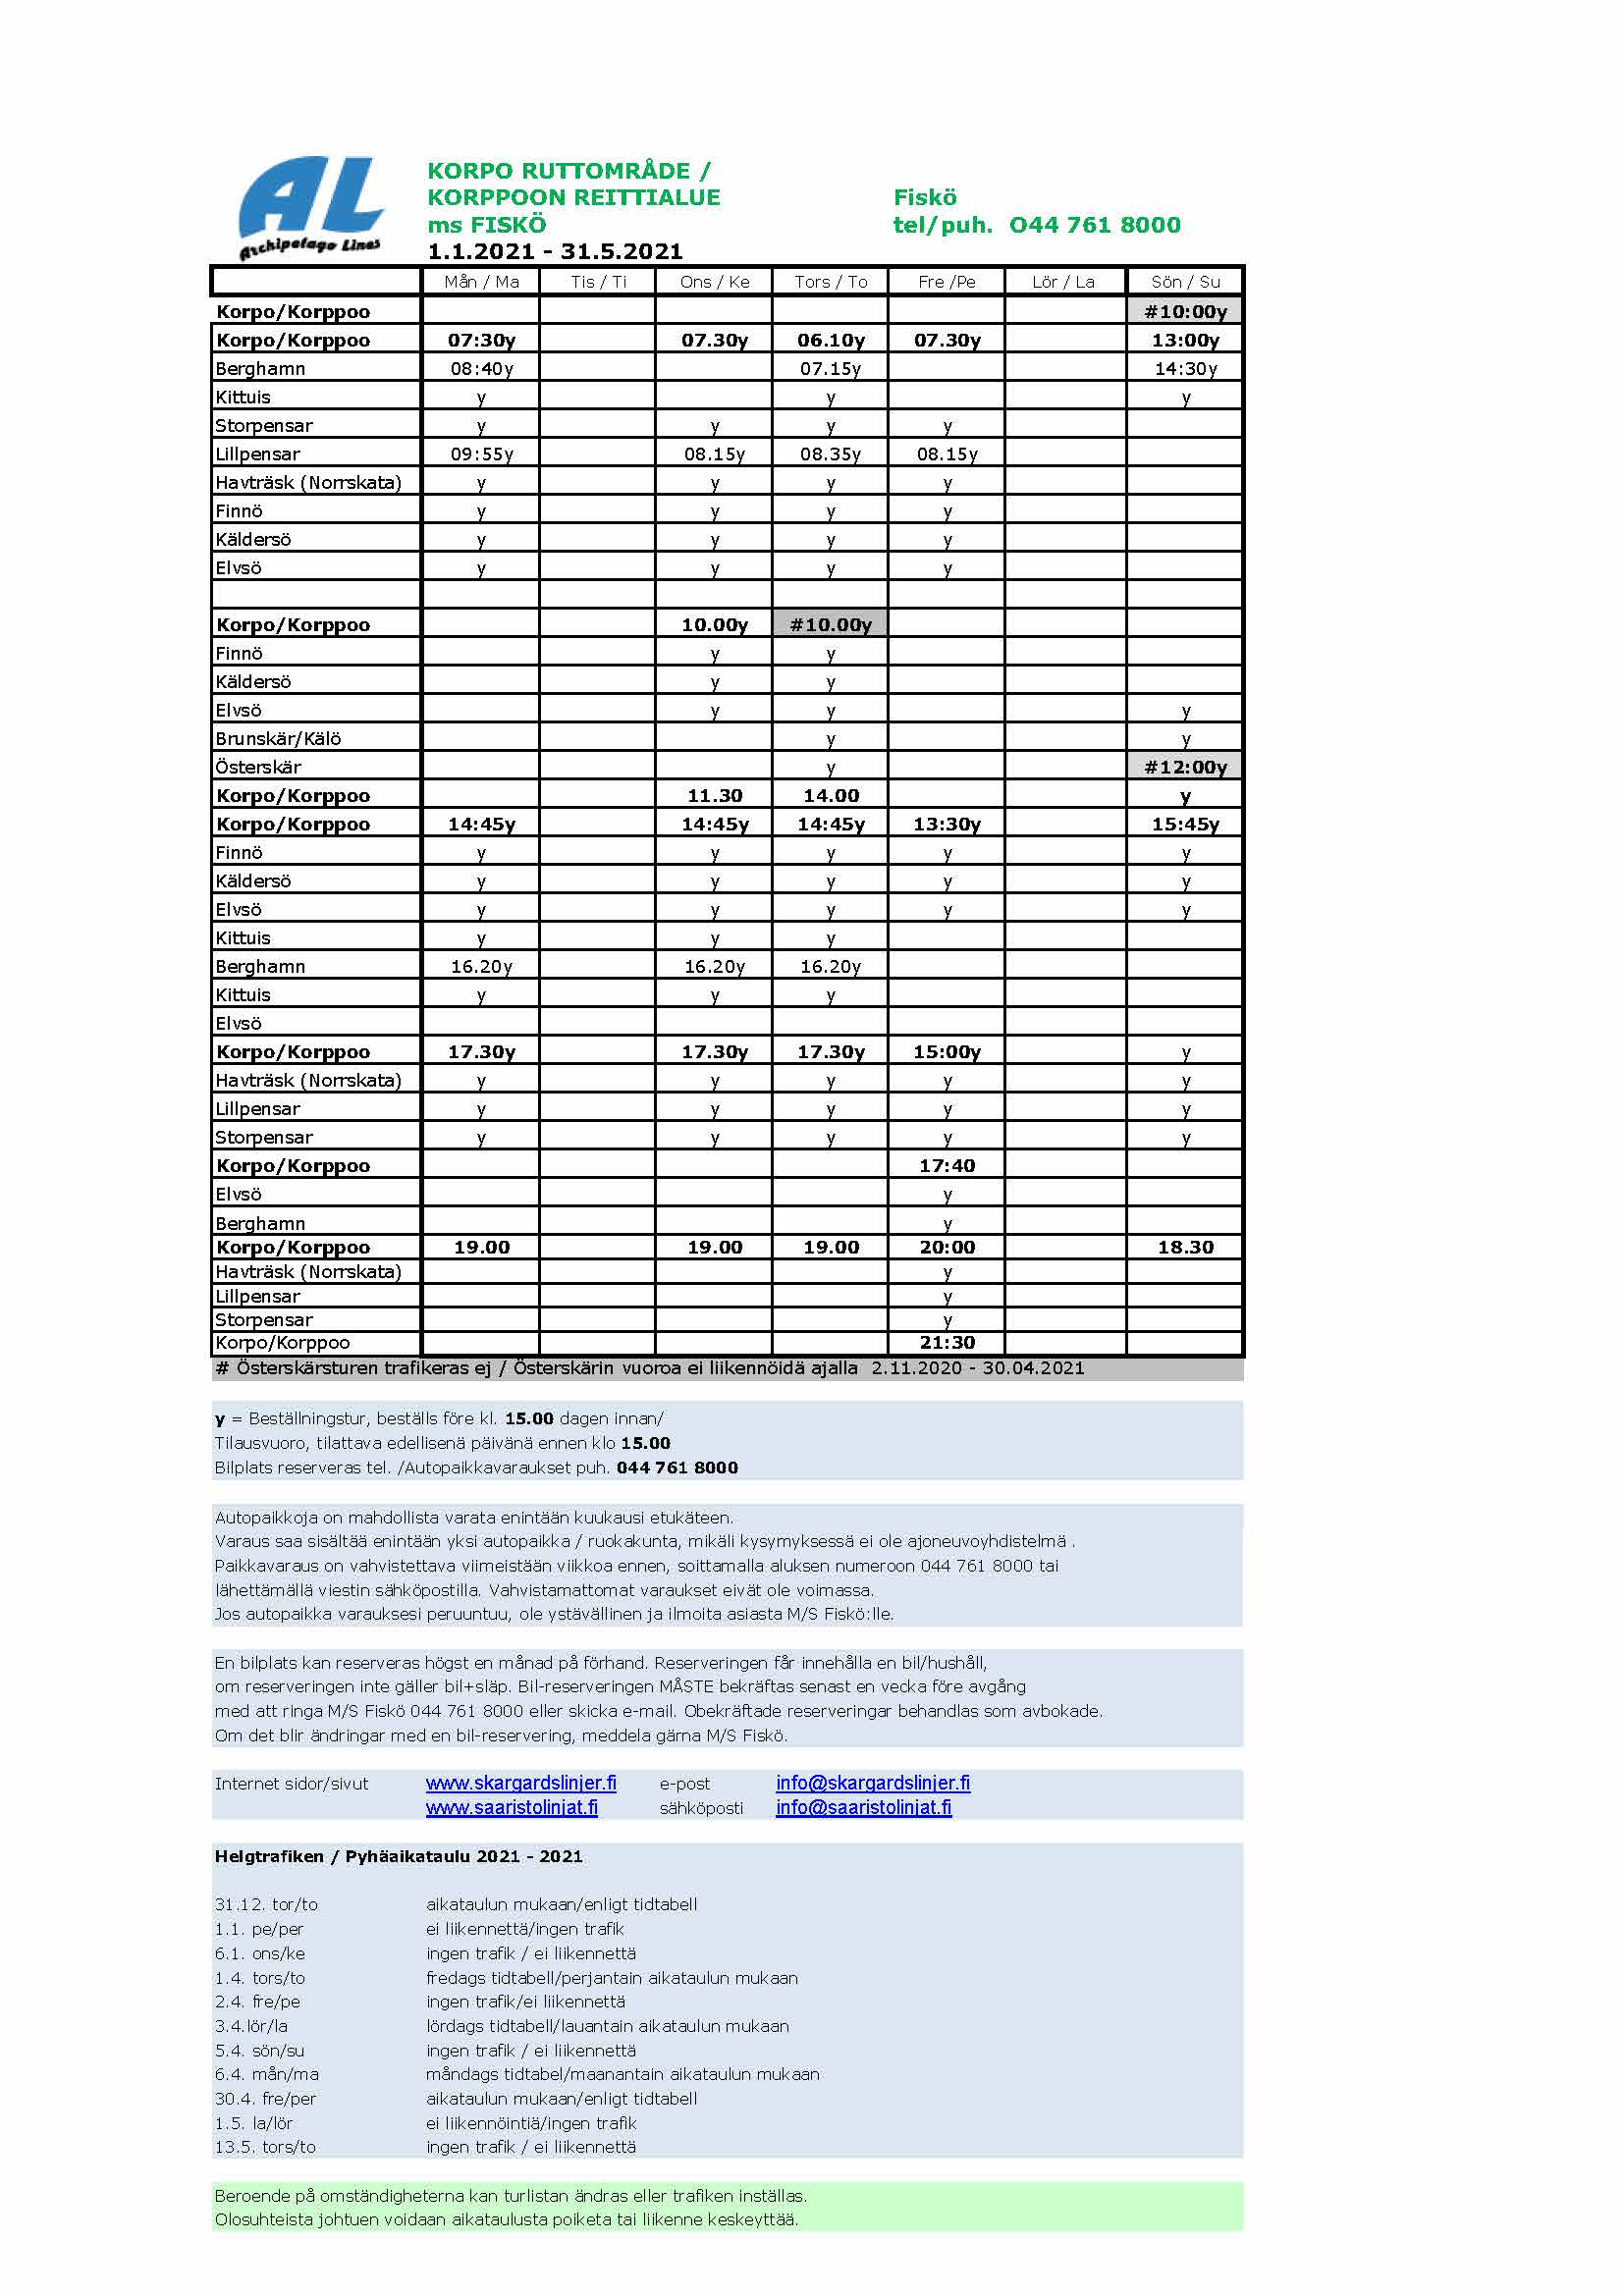 AL
Archipelago Lines
KORPO RUTTOMRÅDE /
KORPPOON REITTIALUE Fiskö
ms FISKÖ tel/puh. O44 761 8000
1.1.2021 - 31.5.2021
Mån / Ma Tis / Ti Ons / Ke Tors / To Fre /Pe Lör / La Sön / Su
Korpo/Korppoo #10:00y
Korpo/Korppoo 07:30y 07.30y 06.10y 07.30y 13:00y
Berghamn 08:40y 07.15y 14:30y
Kittuis y y y
Storpensar y y y y
Lillpensar 09:55y 08.15y 08.35y 08.15y
Havträsk (Norrskata) y y y y
Finnö y y y y
Käldersö y y y y
Elvsö y y y y
Korpo/Korppoo 10.00y #10.00y
Finnö y y
Käldersö y y
Elvsö y y y
Brunskär/Kälö y y
Österskär y #12:00y
Korpo/Korppoo 11.30 14.00 y
Korpo/Korppoo 14:45y 14:45y 14:45y 13:30y 15:45y
Finnö y y y y y
Käldersö y y y y y
Elvsö y y y y y
Kittuis y y y
Berghamn 16.20y 16.20y 16.20y
Kittuis y y y
Elvsö
Korpo/Korppoo 17.30y 17.30y 17.30y 15:00y y
Havträsk (Norrskata) y y y y y
Lillpensar y y y y y
Storpensar y y y y y
Korpo/Korppoo 17:40
Elvsö y
Berghamn y
Korpo/Korppoo 19.00 19.00 19.00 20:00 18.30
Havträsk (Norrskata) y
Lillpensar y
Storpensar y
Korpo/Korppoo 21:30
# Österskärsturen trafikeras ej / Österskärin vuoroa ei liikennöidä ajalla 2.11.2020 - 30.04.2021
y = Beställningstur, beställs före kl. 15.00 dagen innan/
Tilausvuoro, tilattava edellisenä päivänä ennen klo 15.00
Bilplats reserveras tel. /Autopaikkavaraukset puh. 044 761 8000
Autopaikkoja on mahdollista varata enintään kuukausi etukäteen.
Varaus saa sisältää enintään yksi autopaikka / ruokakunta, mikäli kysymyksessä ei ole ajoneuvoyhdistelmä .
Paikkavaraus on vahvistettava viimeistään viikkoa ennen, soittamalla aluksen numeroon 044 761 8000 tai
lähettämällä viestin sähköpostilla. Vahvistamattomat varaukset eivät ole voimassa.
Jos autopaikka varauksesi peruuntuu, ole ystävällinen ja ilmoita asiasta M/S Fiskö:lle.
En bilplats kan reserveras högst en månad på förhand. Reserveringen får innehålla en bil/hushåll,
om reserveringen inte gäller bil+släp. Bil-reserveringen MÅSTE bekräftas senast en vecka före avgång
med att ringa M/S Fiskö 044 761 8000 eller skicka e-mail. Obekräftade reserveringar behandlas som avbokade.
Om det blir ändringar med en bil-reservering, meddela gärna M/S Fiskö.
Internet sidor/sivut www.skargardslinjer.fi e-post info@skargardslinjer.fi
www.saaristolinjat.fi sähköposti info@saaristolinjat.fi
Helgtrafiken / Pyhäaikataulu 2021 - 2021
31.12. tor/to aikataulun mukaan/enligt tidtabell
1.1. pe/per ei liikennettä/ingen trafik
6.1. ons/ke ingen trafik / ei liikennettä
1.4. tors/to fredags tidtabell/perjantain aikataulun mukaan
2.4. fre/pe ingen trafik/ei liikennettä
3.4.lör/la lördags tidtabell/lauantain aikataulun mukaan
5.4. sön/su ingen trafik / ei liikennettä
6.4. mån/ma måndags tidtabel/maanantain aikataulun mukaan
30.4. fre/per aikataulun mukaan/enligt tidtabell
1.5. la/lör ei liikennöintiä/ingen trafik
13.5. tors/to ingen trafik / ei liikennettä
Beroende på omständigheterna kan turlistan ändras eller trafiken inställas.
Olosuhteista johtuen voidaan aikataulusta poiketa tai liikenne keskeyttää.